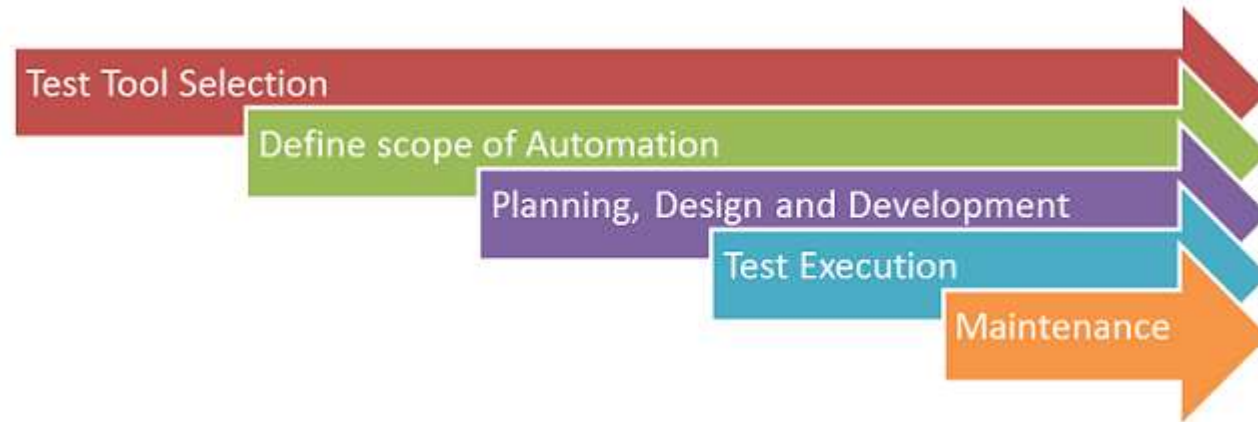 Test Tool Selection
Define scope of Automation
Planning, Design and Development
Test Execution
Maintenance